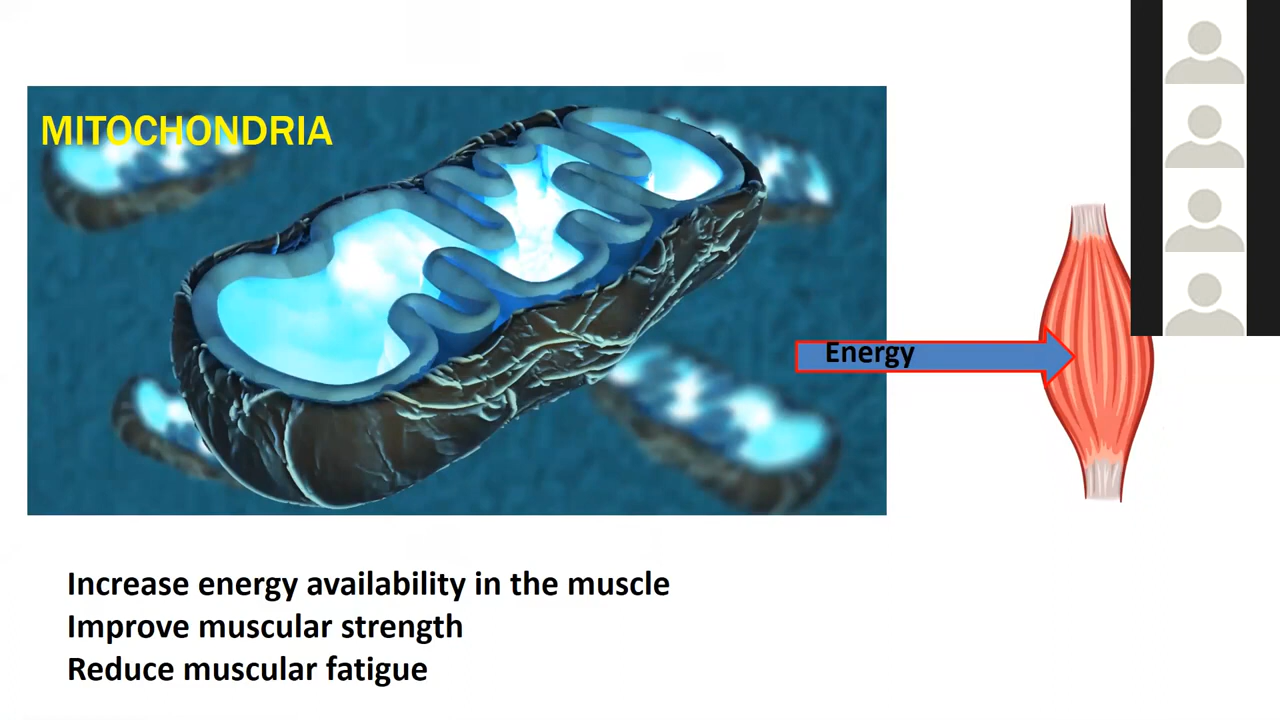 MITOCHONDRIA
Energy
Increase energy availability in the muscle
Improve muscular strength
Reduce muscular fatigue